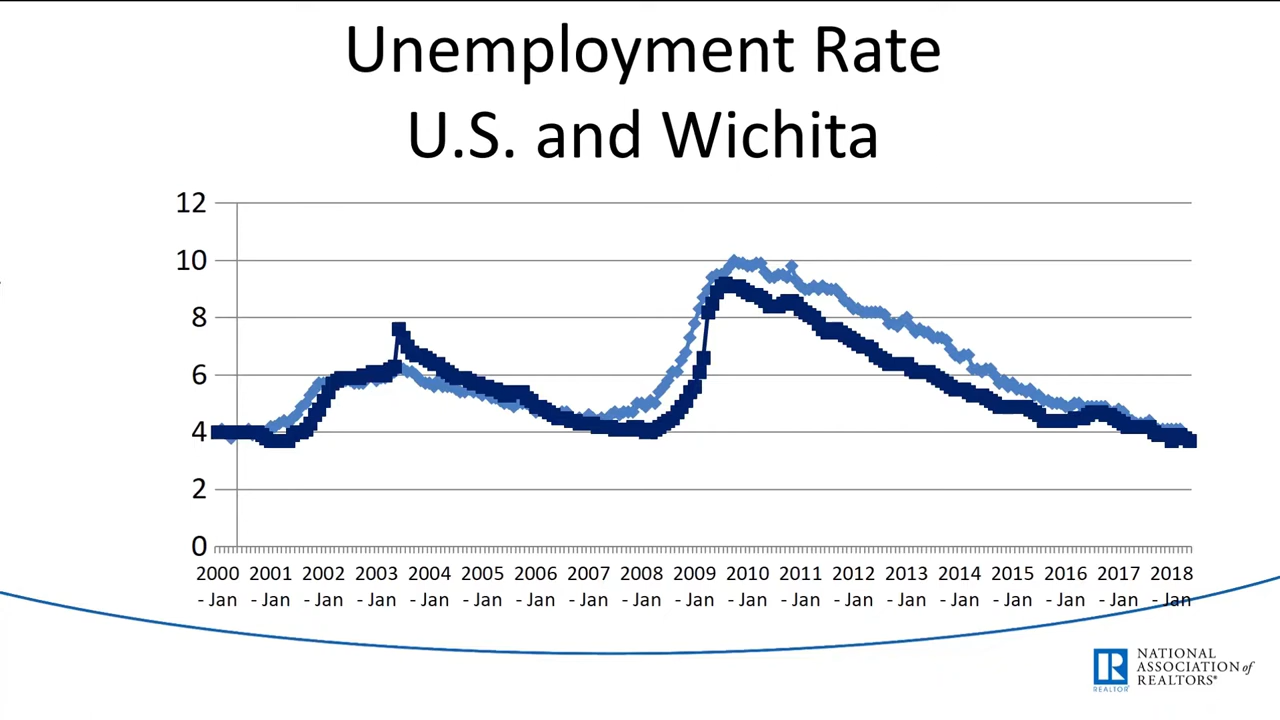 Unemployment Rate
U.S. and Wichita
12
10
8
6
4
2
0
2000 2001 2002 2003 2004 2005 2006 2007 2008 2009 2010 2011 2012 2013 2014 2015 2016 2017 2018
- Jan - Jan - Jan - Jan - Jan - Jan - Jan - Jan - Jan - Jan - Jan - Jan - Jan - Jan - Jan - Jan - Jan - Jan - Jan
NATIONAL
ASSOCIATION of
REALTORS®
REALTOR®